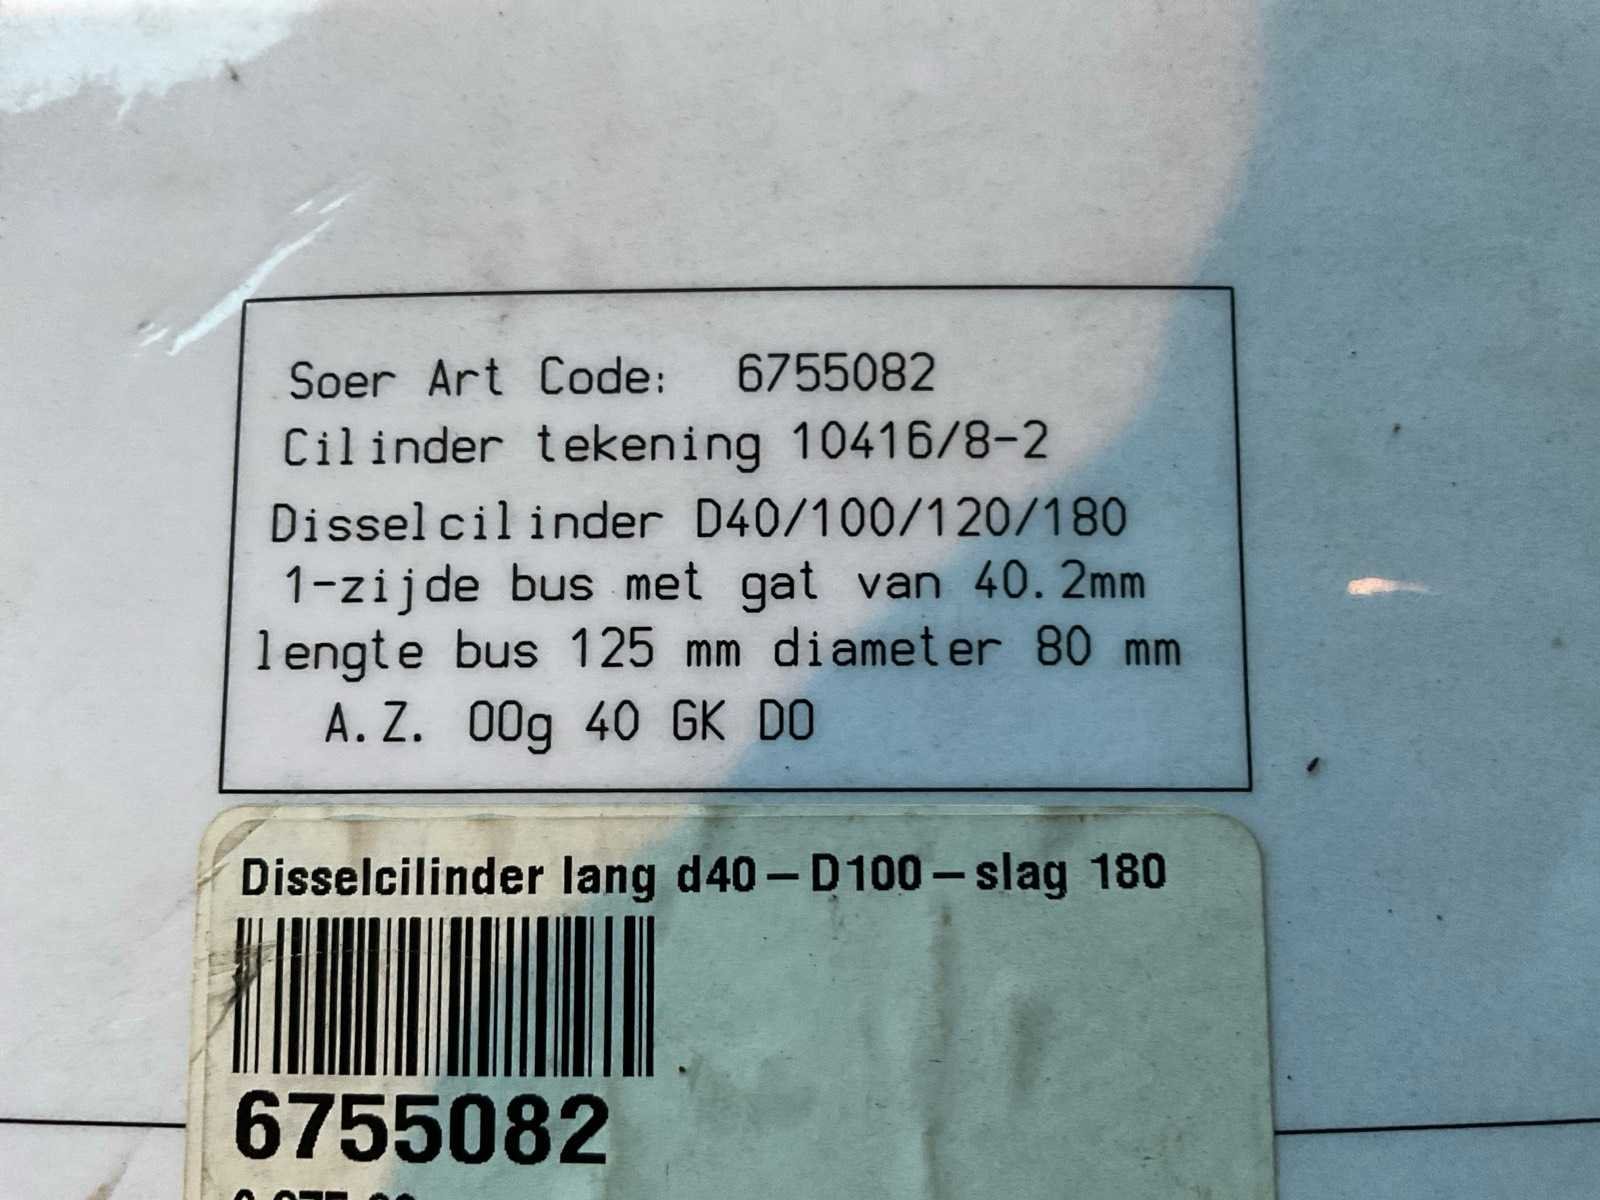 Soer Art Code: 6755082
Cilinder tekening 10416/8-2
Disselcilinder D40/100/120/180
1-zijde bus met gat van 40.2mm
lengte bus 125 mm diameter 80 mm
A.Z. 00g 40 GK DO
Disselcilinder lang d40 – D100 – slag 180
6755082